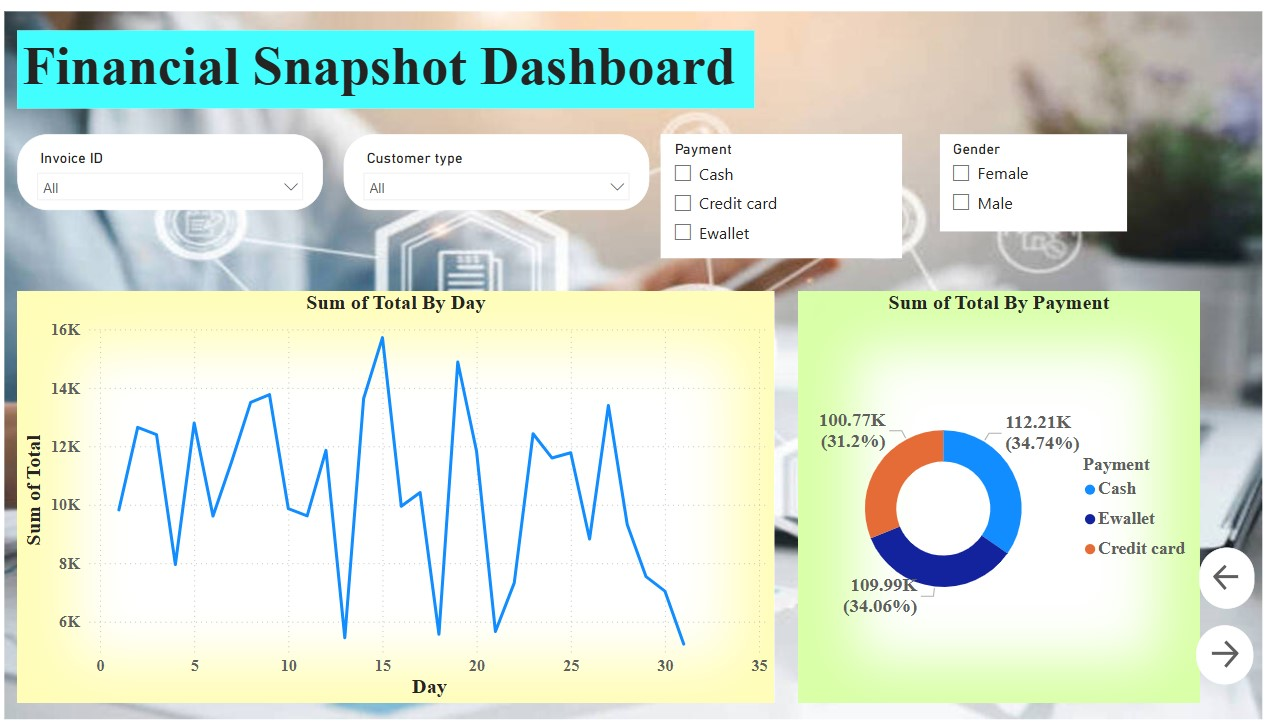 Financial Snapshot Dashboard
Invoice ID
All
Customer type
All
Payment
Cash
Credit card
Ewallet
Gender
Female
Male
$$$
Sum of Total By Day
Sum of Total
16K
14K
12K
10K
8K
6K
0 5 10 15 20 25 30 35
Day
Sum of Total By Payment
100.77K
(31.2%)
112.21K
(34.74%)
109.99K
(34.06%)
Payment
Cash
Ewallet
Credit card